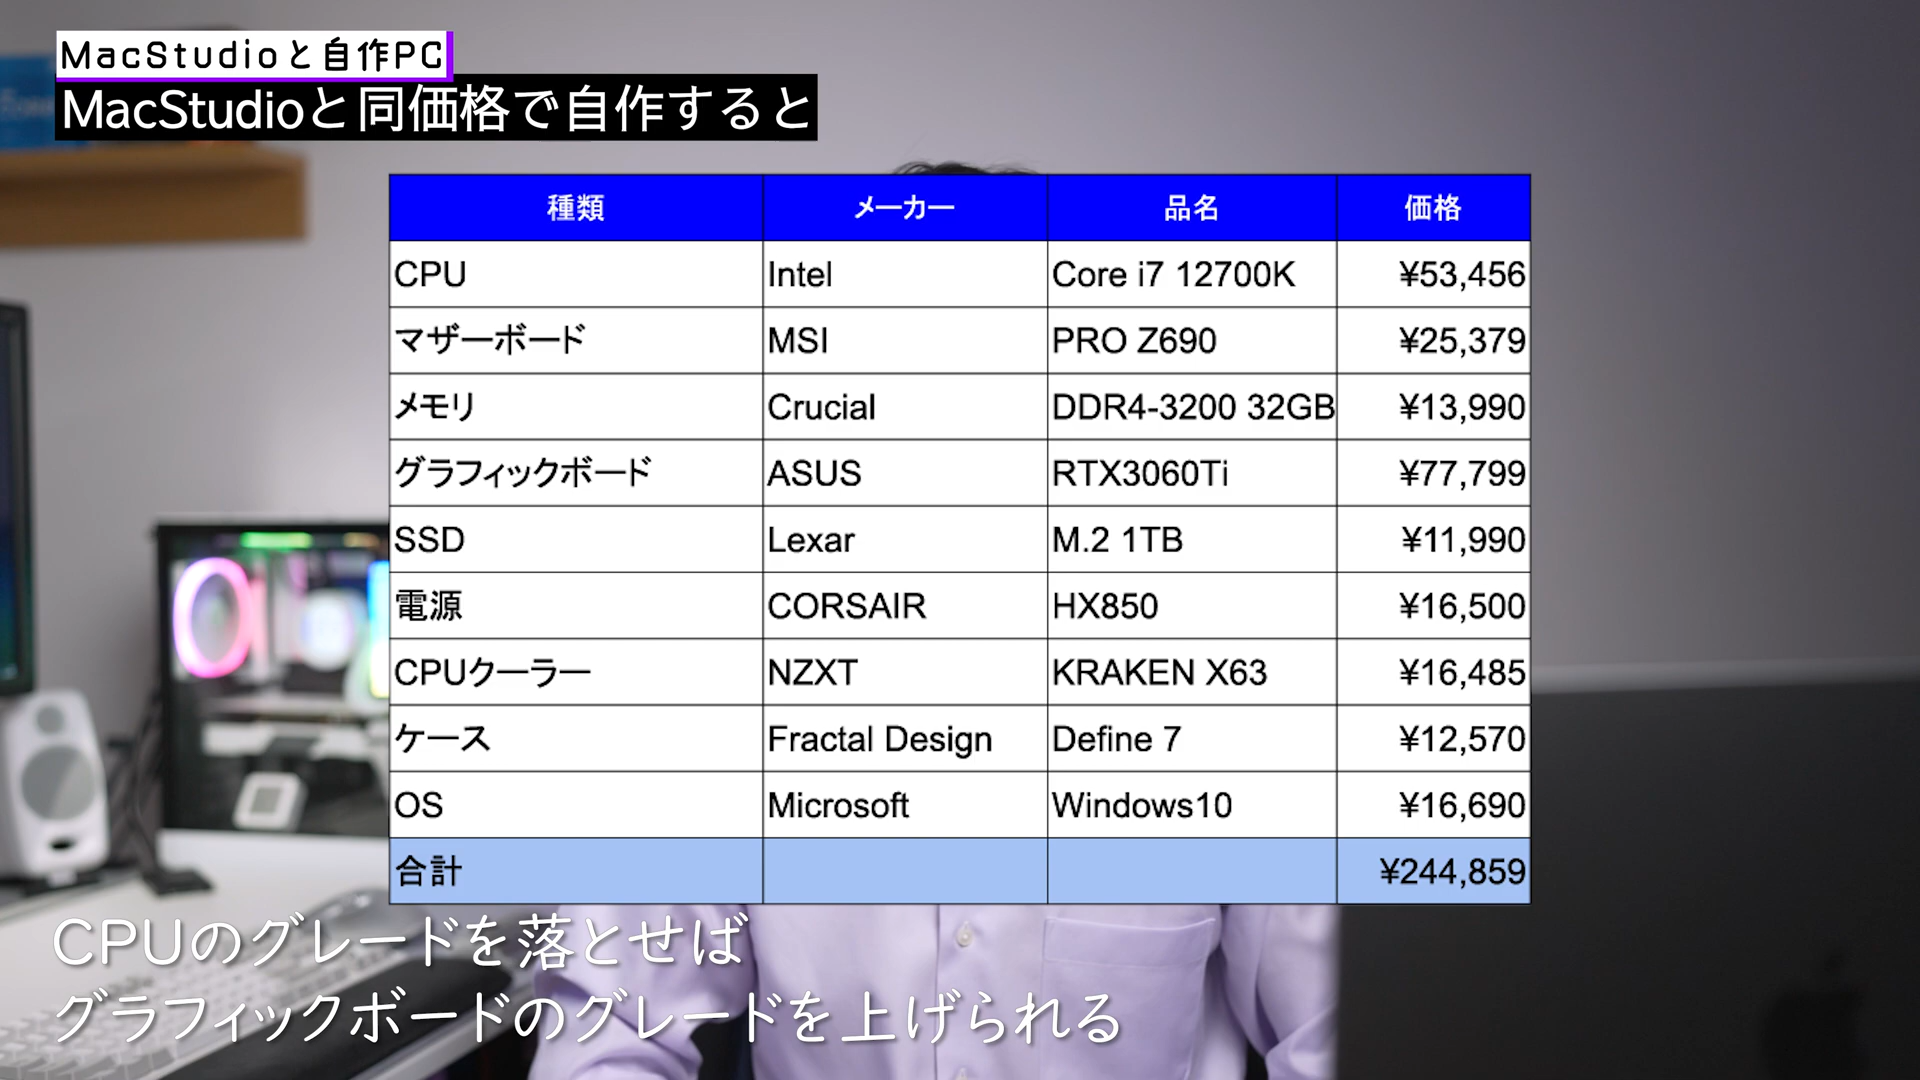 MacStudioと自作PC
MacStudioと同価格で自作すると
種類 メーカー 品名 価格
CPU Intel Core i7 12700K ¥53,456
マザーボード MSI PRO Z690 ¥25,379
メモリ Crucial DDR4-3200 32GB ¥13,990
グラフィックボード ASUS RTX3060Ti ¥77,799
SSD Lexar M.2 1TB ¥11,990
電源 CORSAIR HX850 ¥16,500
CPUクーラー NZXT KRAKEN X63 ¥16,485
ケース Fractal Design Define 7 ¥12,570
OS Microsoft Windows10 ¥16,690
合計 ¥244,859
CPUのグレードを落とせば
グラフィックボードのグレードを上げられる